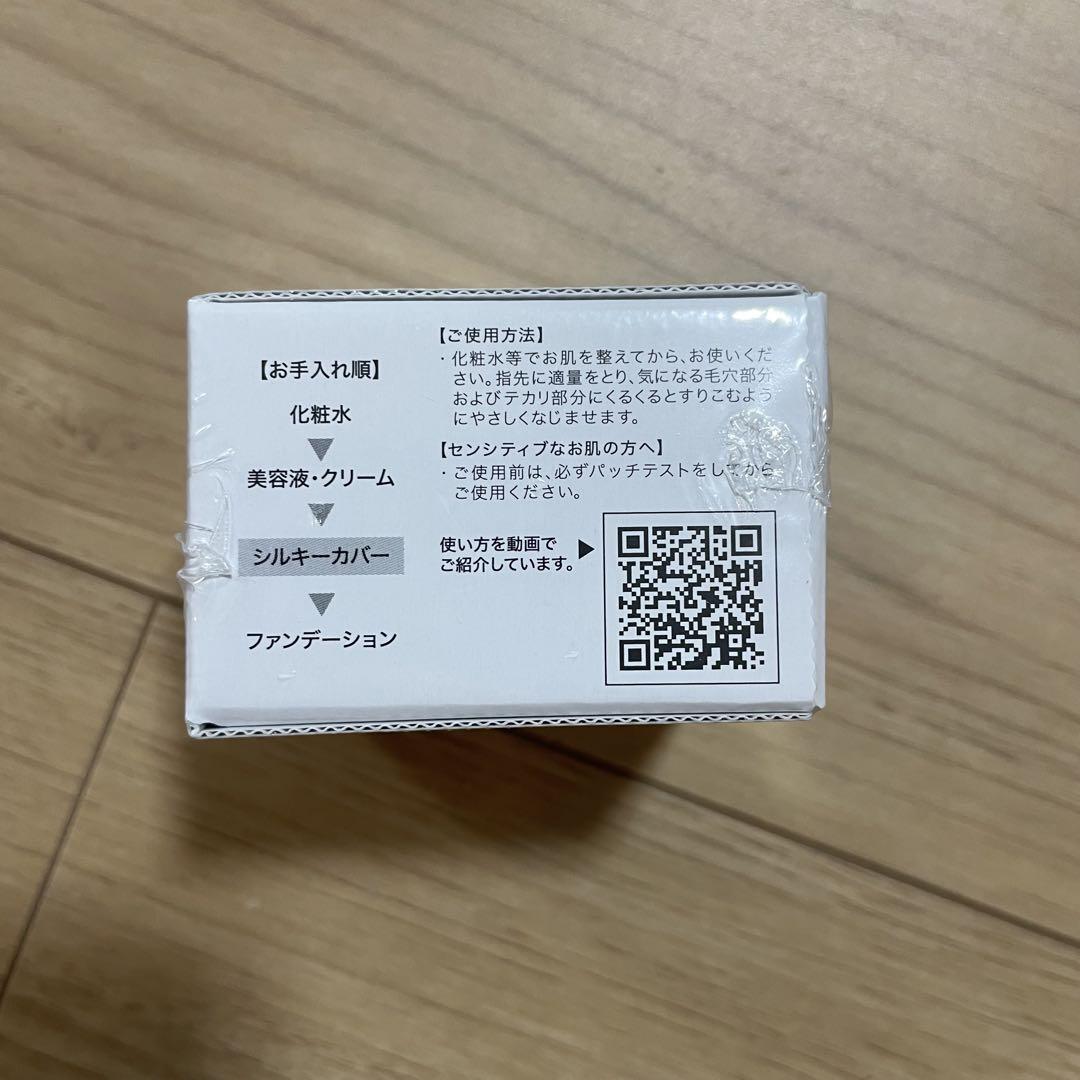 【お手入れ順】
化粧水
美容液・クリーム
シルキーカバー
ファンデーション
【ご使用方法】
・化粧水等でお肌を整えてから、お使いくだ
さい。指先に適量をとり、気になる毛穴部分
およびテカリ部分にくるくるとすりこむよう
にやさしくなじませます。
【センシティブなお肌の方へ】
・ご使用前は、必ずパッチテストをしてから
ご使用ください。
使い方を動画で
ご紹介しています。